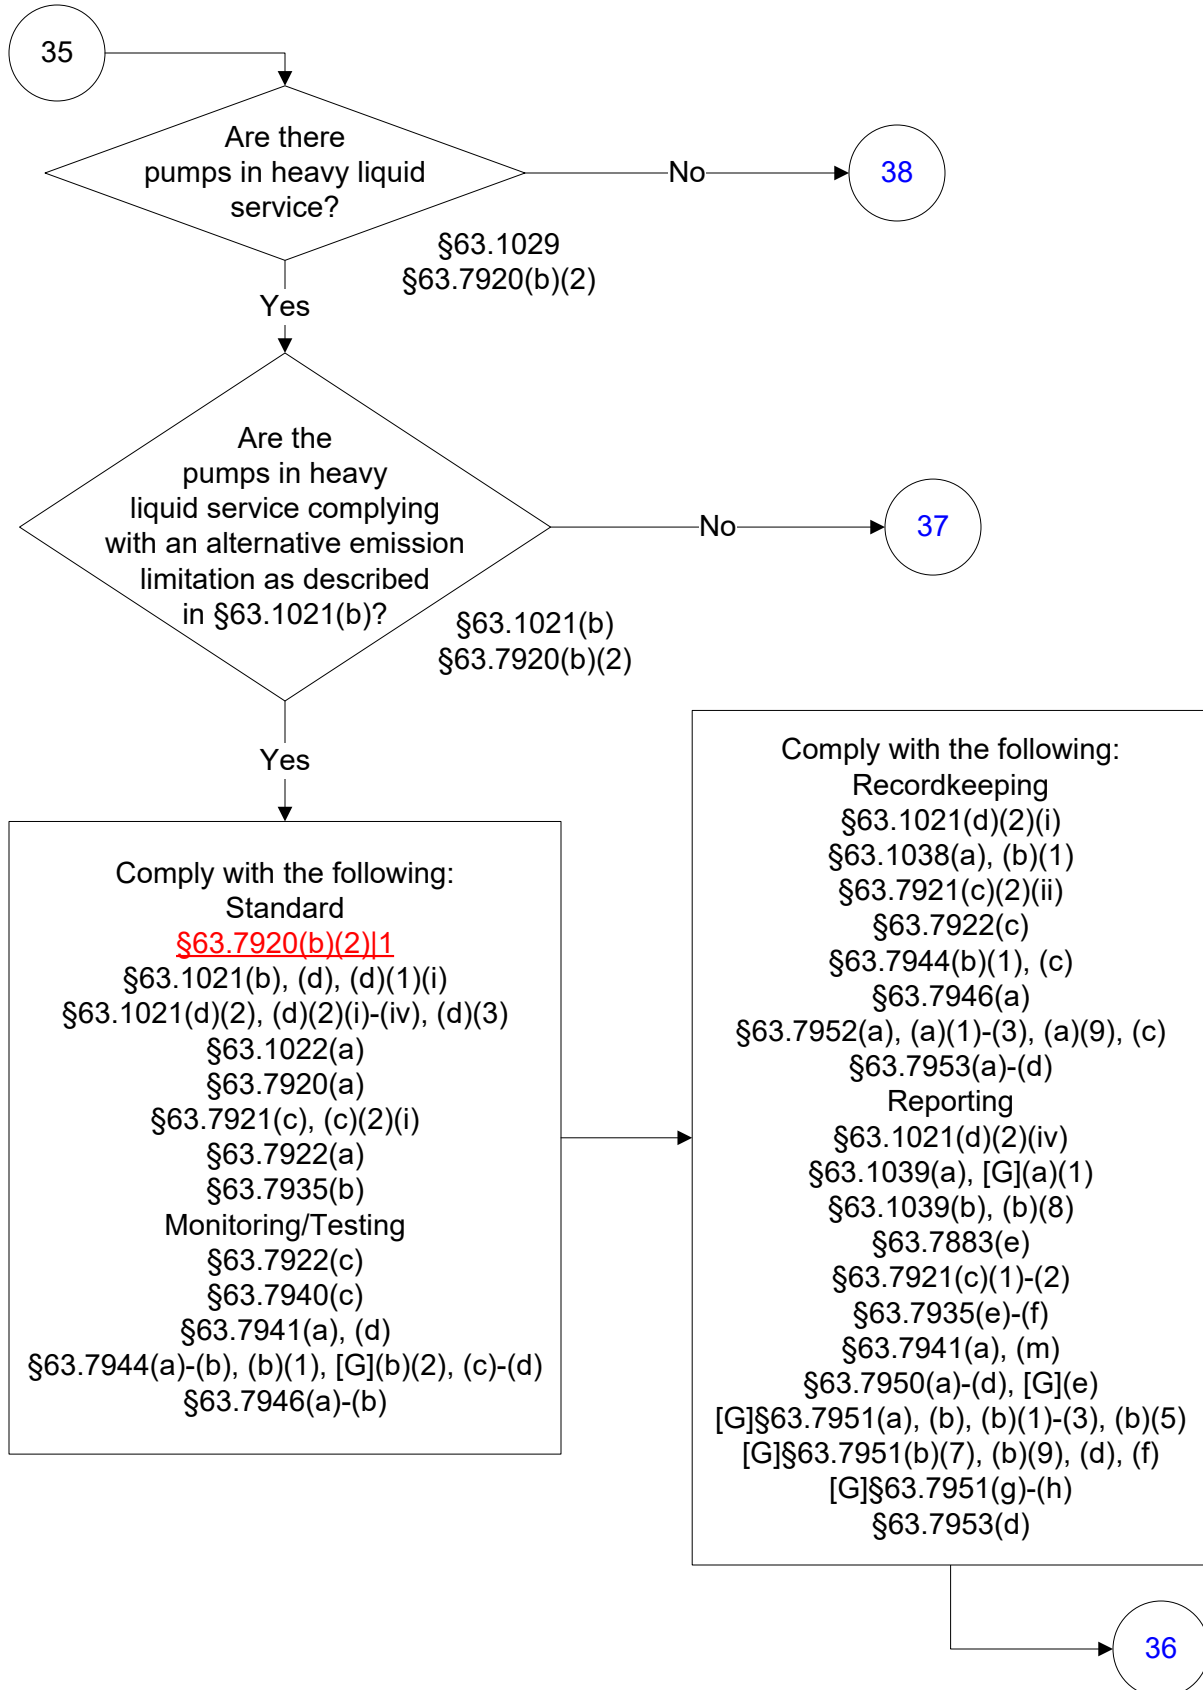 35
Are there
pumps in heavy liquid
service?
No
38
§63.1029
§63.7920(b)(2)
Yes
Are the
pumps in heavy
liquid service complying
with an alternative emission
limitation as described
in §63.1021(b)?
No
37
§63.1021(b)
§63.7920(b)(2)
Yes
Comply with the following:
Standard
§63.7920(b)(2)|1
§63.1021(b), (d), (d)(1)(i)
§63.1021(d)(2), (d)(2)(i)-(iv), (d)(3)
§63.1022(a)
§63.7920(a)
§63.7921(c), (c)(2)(i)
§63.7922(a)
§63.7935(b)
Monitoring/Testing
§63.7922(c)
§63.7940(c)
§63.7941(a), (d)
§63.7944(a)-(b), (b)(1), [G](b)(2), (c)-(d)
§63.7946(a)-(b)
Comply with the following:
Recordkeeping
§63.1021(d)(2)(i)
§63.1038(a), (b)(1)
§63.7921(c)(2)(ii)
§63.7922(c)
§63.7944(b)(1), (c)
§63.7946(a)
§63.7952(a), (a)(1)-(3), (a)(9), (c)
§63.7953(a)-(d)
Reporting
§63.1021(d)(2)(iv)
§63.1039(a), [G](a)(1)
§63.1039(b), (b)(8)
§63.7883(e)
§63.7921(c)(1)-(2)
§63.7935(e)-(f)
§63.7941(a), (m)
§63.7950(a)-(d), [G](e)
[G]§63.7951(a), (b), (b)(1)-(3), (b)(5)
[G]§63.7951(b)(7), (b)(9), (d), (f)
[G]§63.7951(g)-(h)
§63.7953(d)
36